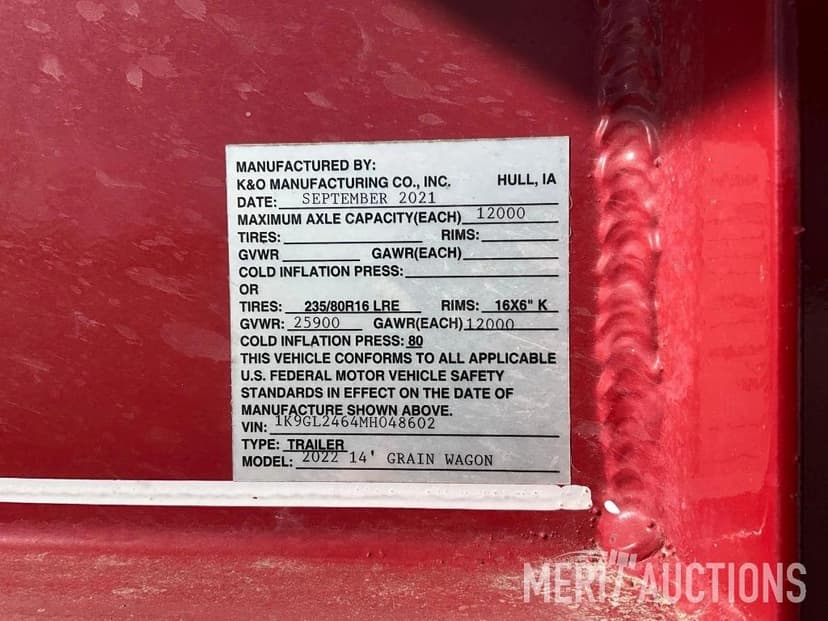 MANUFACTURED BY:
K&O MANUFACTURING CO., INC. HULL, IA
DATE: SEPTEMBER 2021
MAXIMUM AXLE CAPACITY(EACH) 12000
TIRES: RIMS:
GVWR GAWR(EACH)
COLD INFLATION PRESS:
OR
TIRES: 235/80R16 LRE RIMS: 16X6" K
GVWR: 25900 GAWR(EACH) 12000
COLD INFLATION PRESS: 80
THIS VEHICLE CONFORMS TO ALL APPLICABLE
U.S. FEDERAL MOTOR VEHICLE SAFETY
STANDARDS IN EFFECT ON THE DATE OF
MANUFACTURE SHOWN ABOVE.
VIN: 1K9GL2464MH048602
TYPE: TRAILER
MODEL: 2022 14' GRAIN WAGON
MERIT AUCTIONS